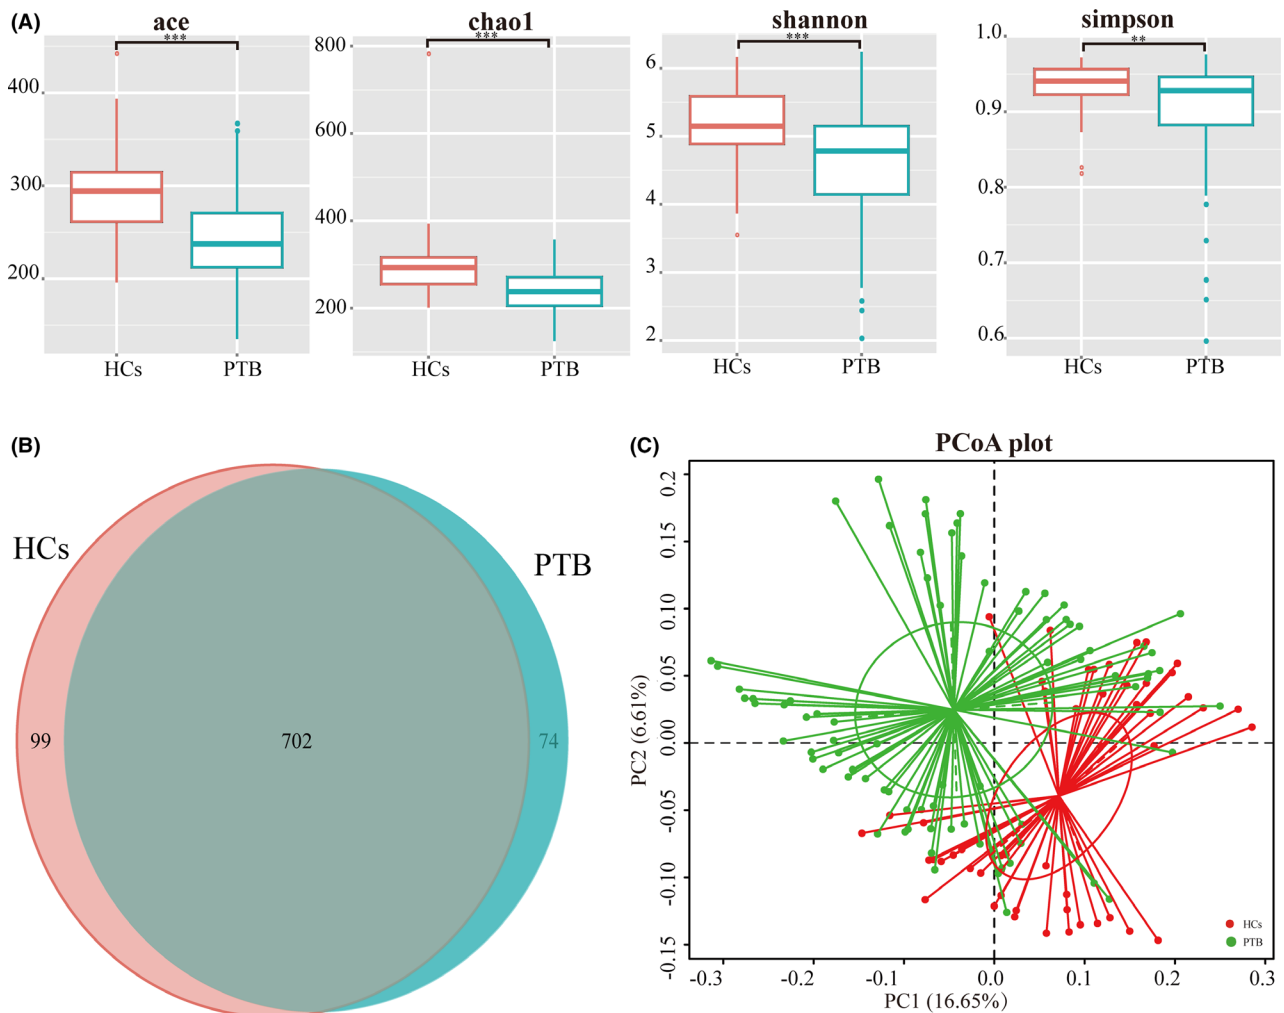 (A)
ace
***
400
300
200
HCs
PTB
chao1
***
800
600
400
200
HCs
PTB
shannon
***
6
5
4
3
2
HCs
PTB
simpson
**
1.0
0.9
0.8
0.7
0.6
HCs
PTB
(B)
HCs
PTB
99
702
74
(C)
PCoA plot
PC2 (6.61%)
0.2
0.15
0.10
0.05
0.00
-0.05
-0.10
-0.15
-0.3
-0.2
-0.1
0.0
0.1
0.2
0.3
PC1 (16.65%)
HCs
PTB